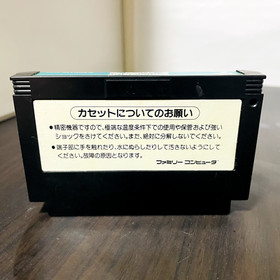 カセットについてのお願い
●精密機器ですので、極端な温度条件下での使用や保管および強い
ショックをさけてください。また、絶対に分解しないでください。
●端子部に手を触れたり、水にぬらしたりして汚さないようにして
ください。故障の原因となります。
ファミリー コンピュータ